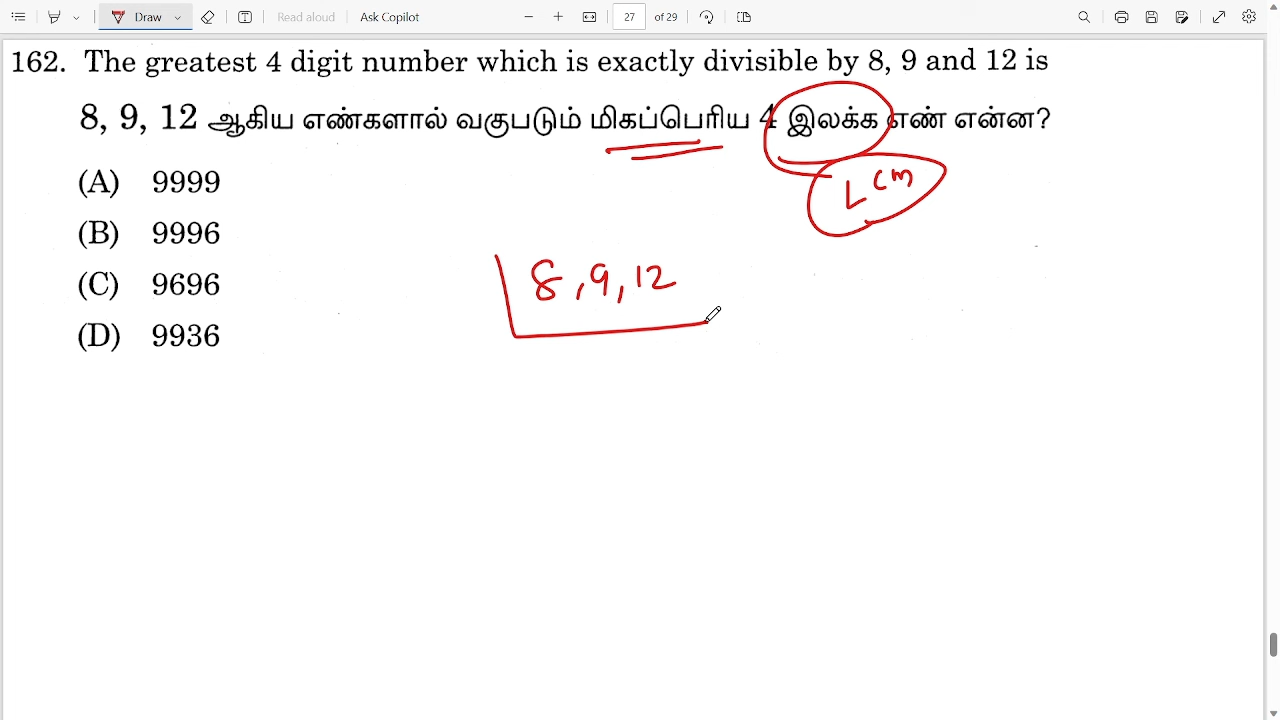 Draw
Read aloud
Ask Copilot
27
of 29
162. The greatest 4 digit number which is exactly divisible by 8, 9 and 12 is
8, 9, 12 ஆகிய எண்களால் வகுபடும் மிகப்பெரிய 4 இலக்க எண் என்ன?
(A) 9999
LCM
(B) 9996
8, 9, 12
(C) 9696
(D) 9936